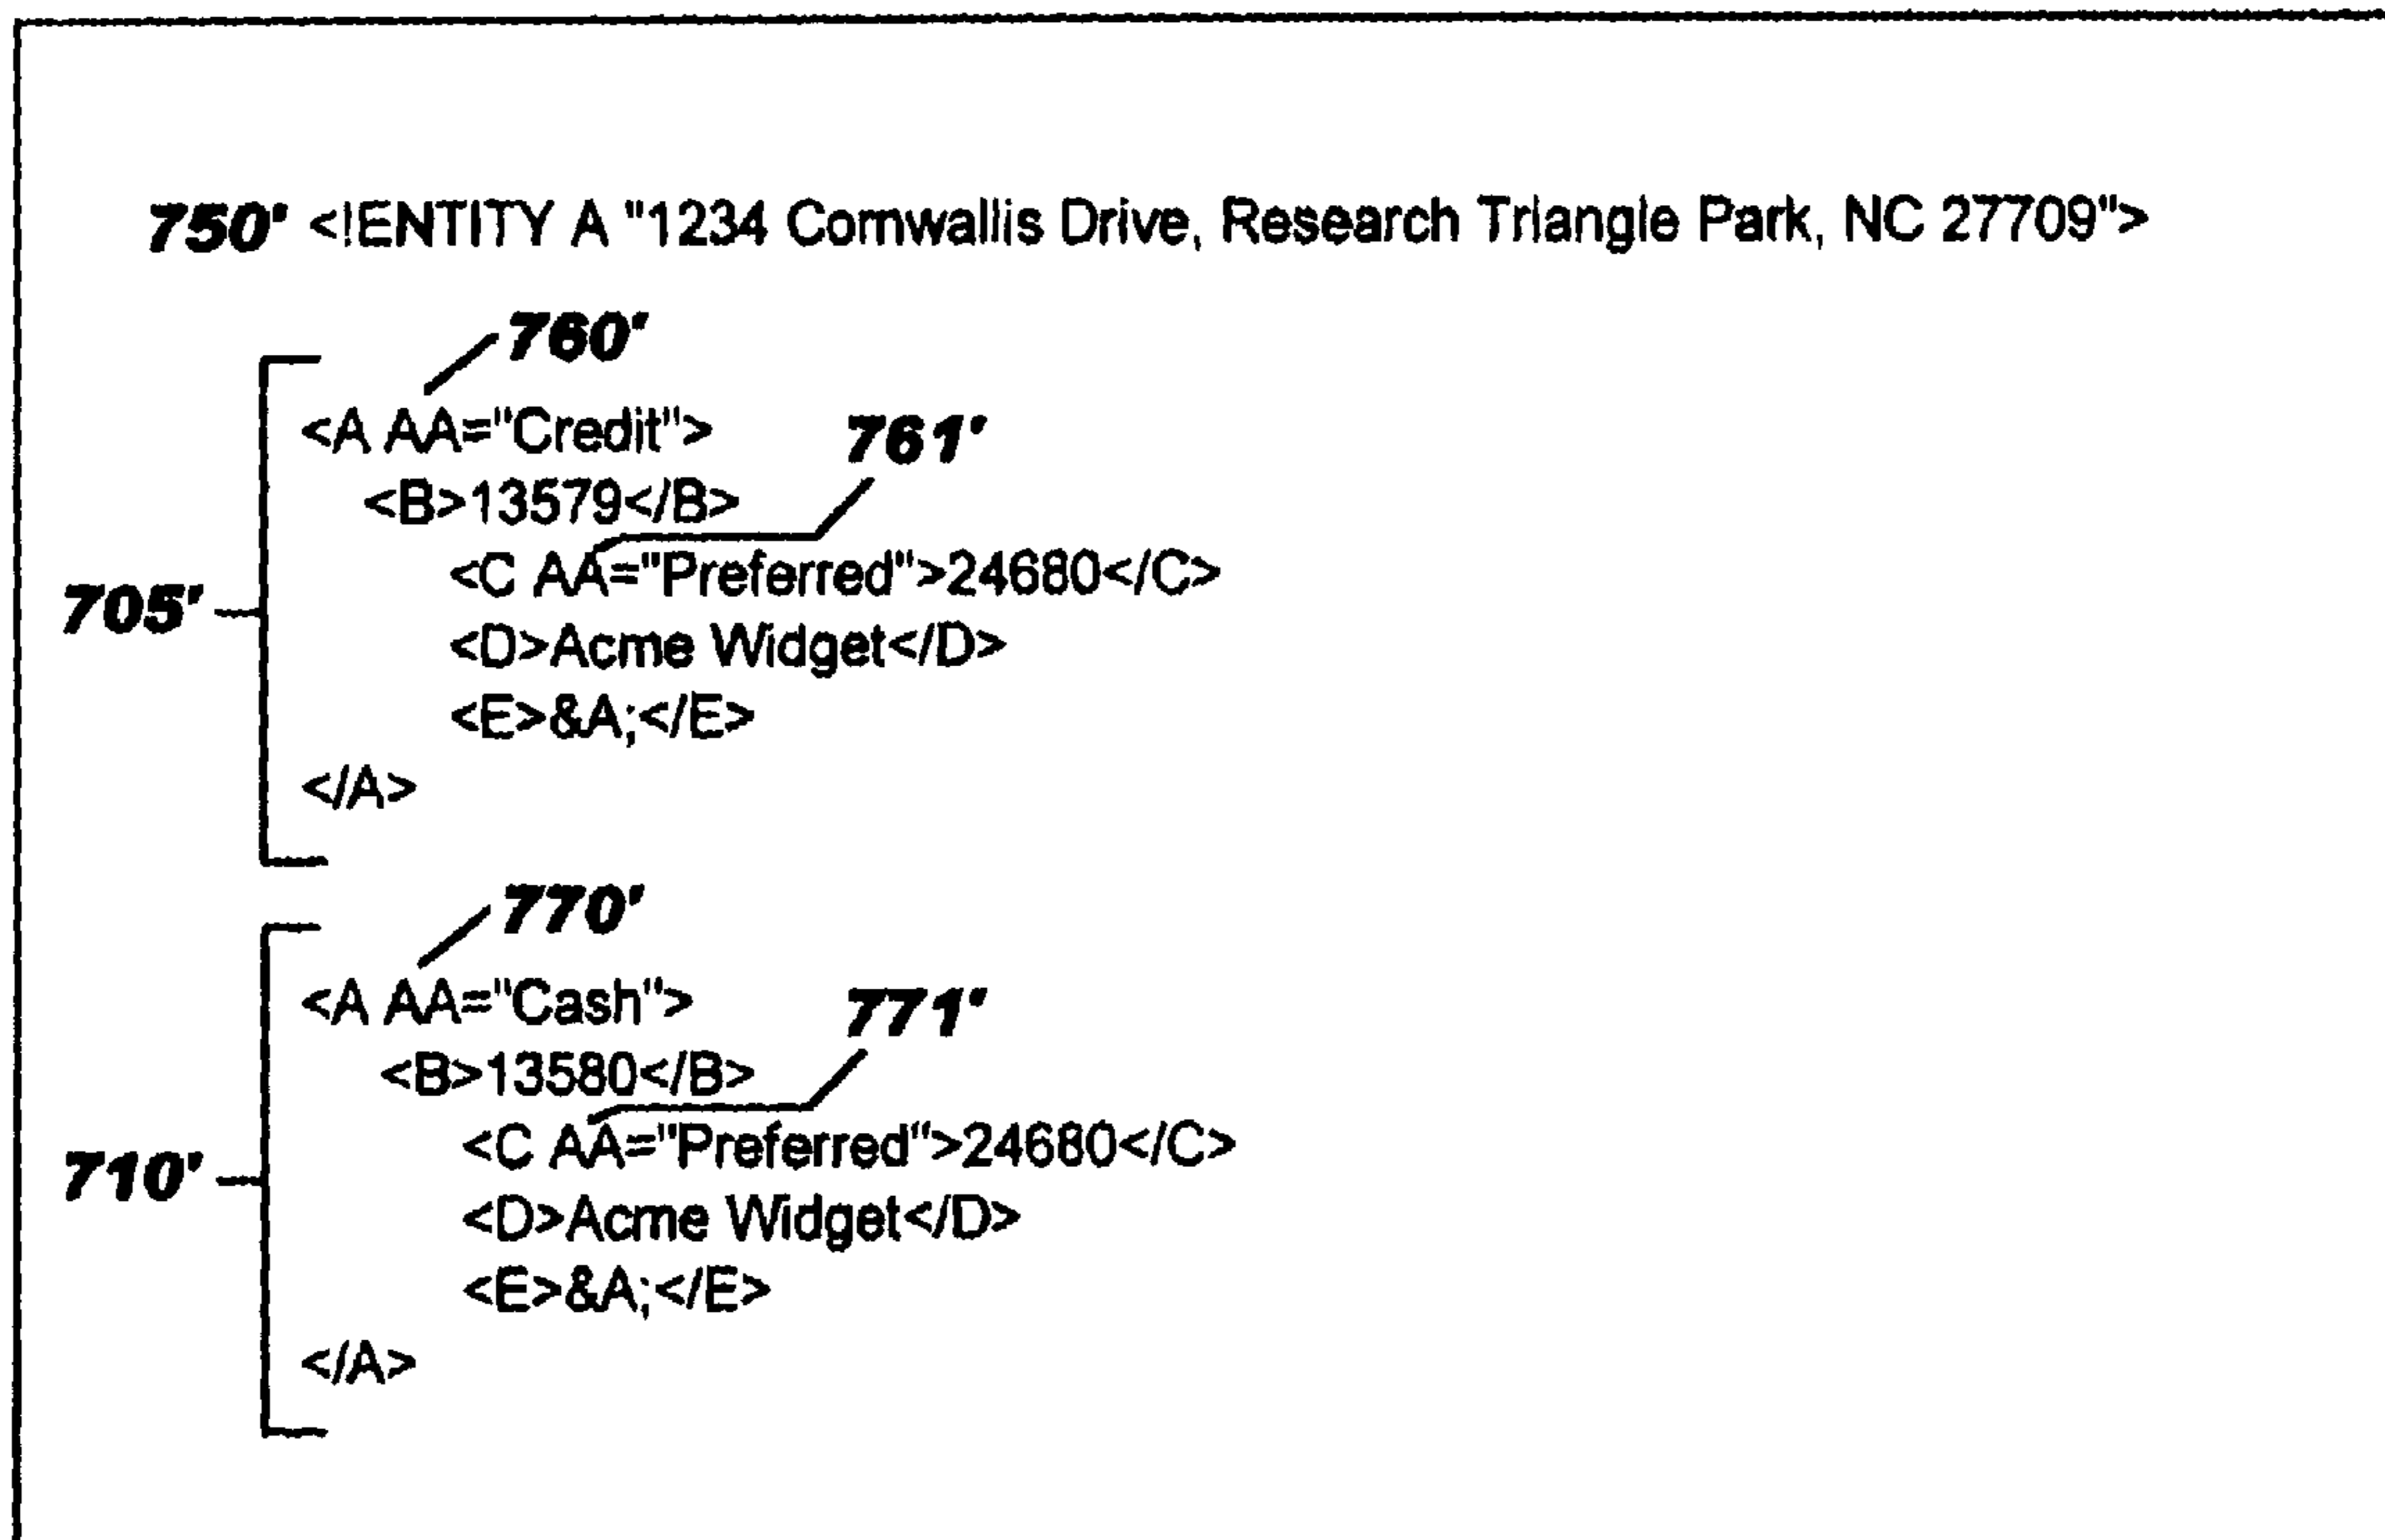 750' <!ENTITY A "1234 Cornwallis Drive, Research Triangle Park, NC 27709">
760'
<A AA="Credit">
761'
<B>13579</B>
<C AA="Preferred">24680</C>
705'
<D>Acme Widget</D>
<E>&A;</E>
</A>
770'
<A AA="Cash">
771'
<B>13580</B>
<C AA="Preferred">24680</C>
710'
<D>Acme Widget</D>
<E>&A;</E>
</A>